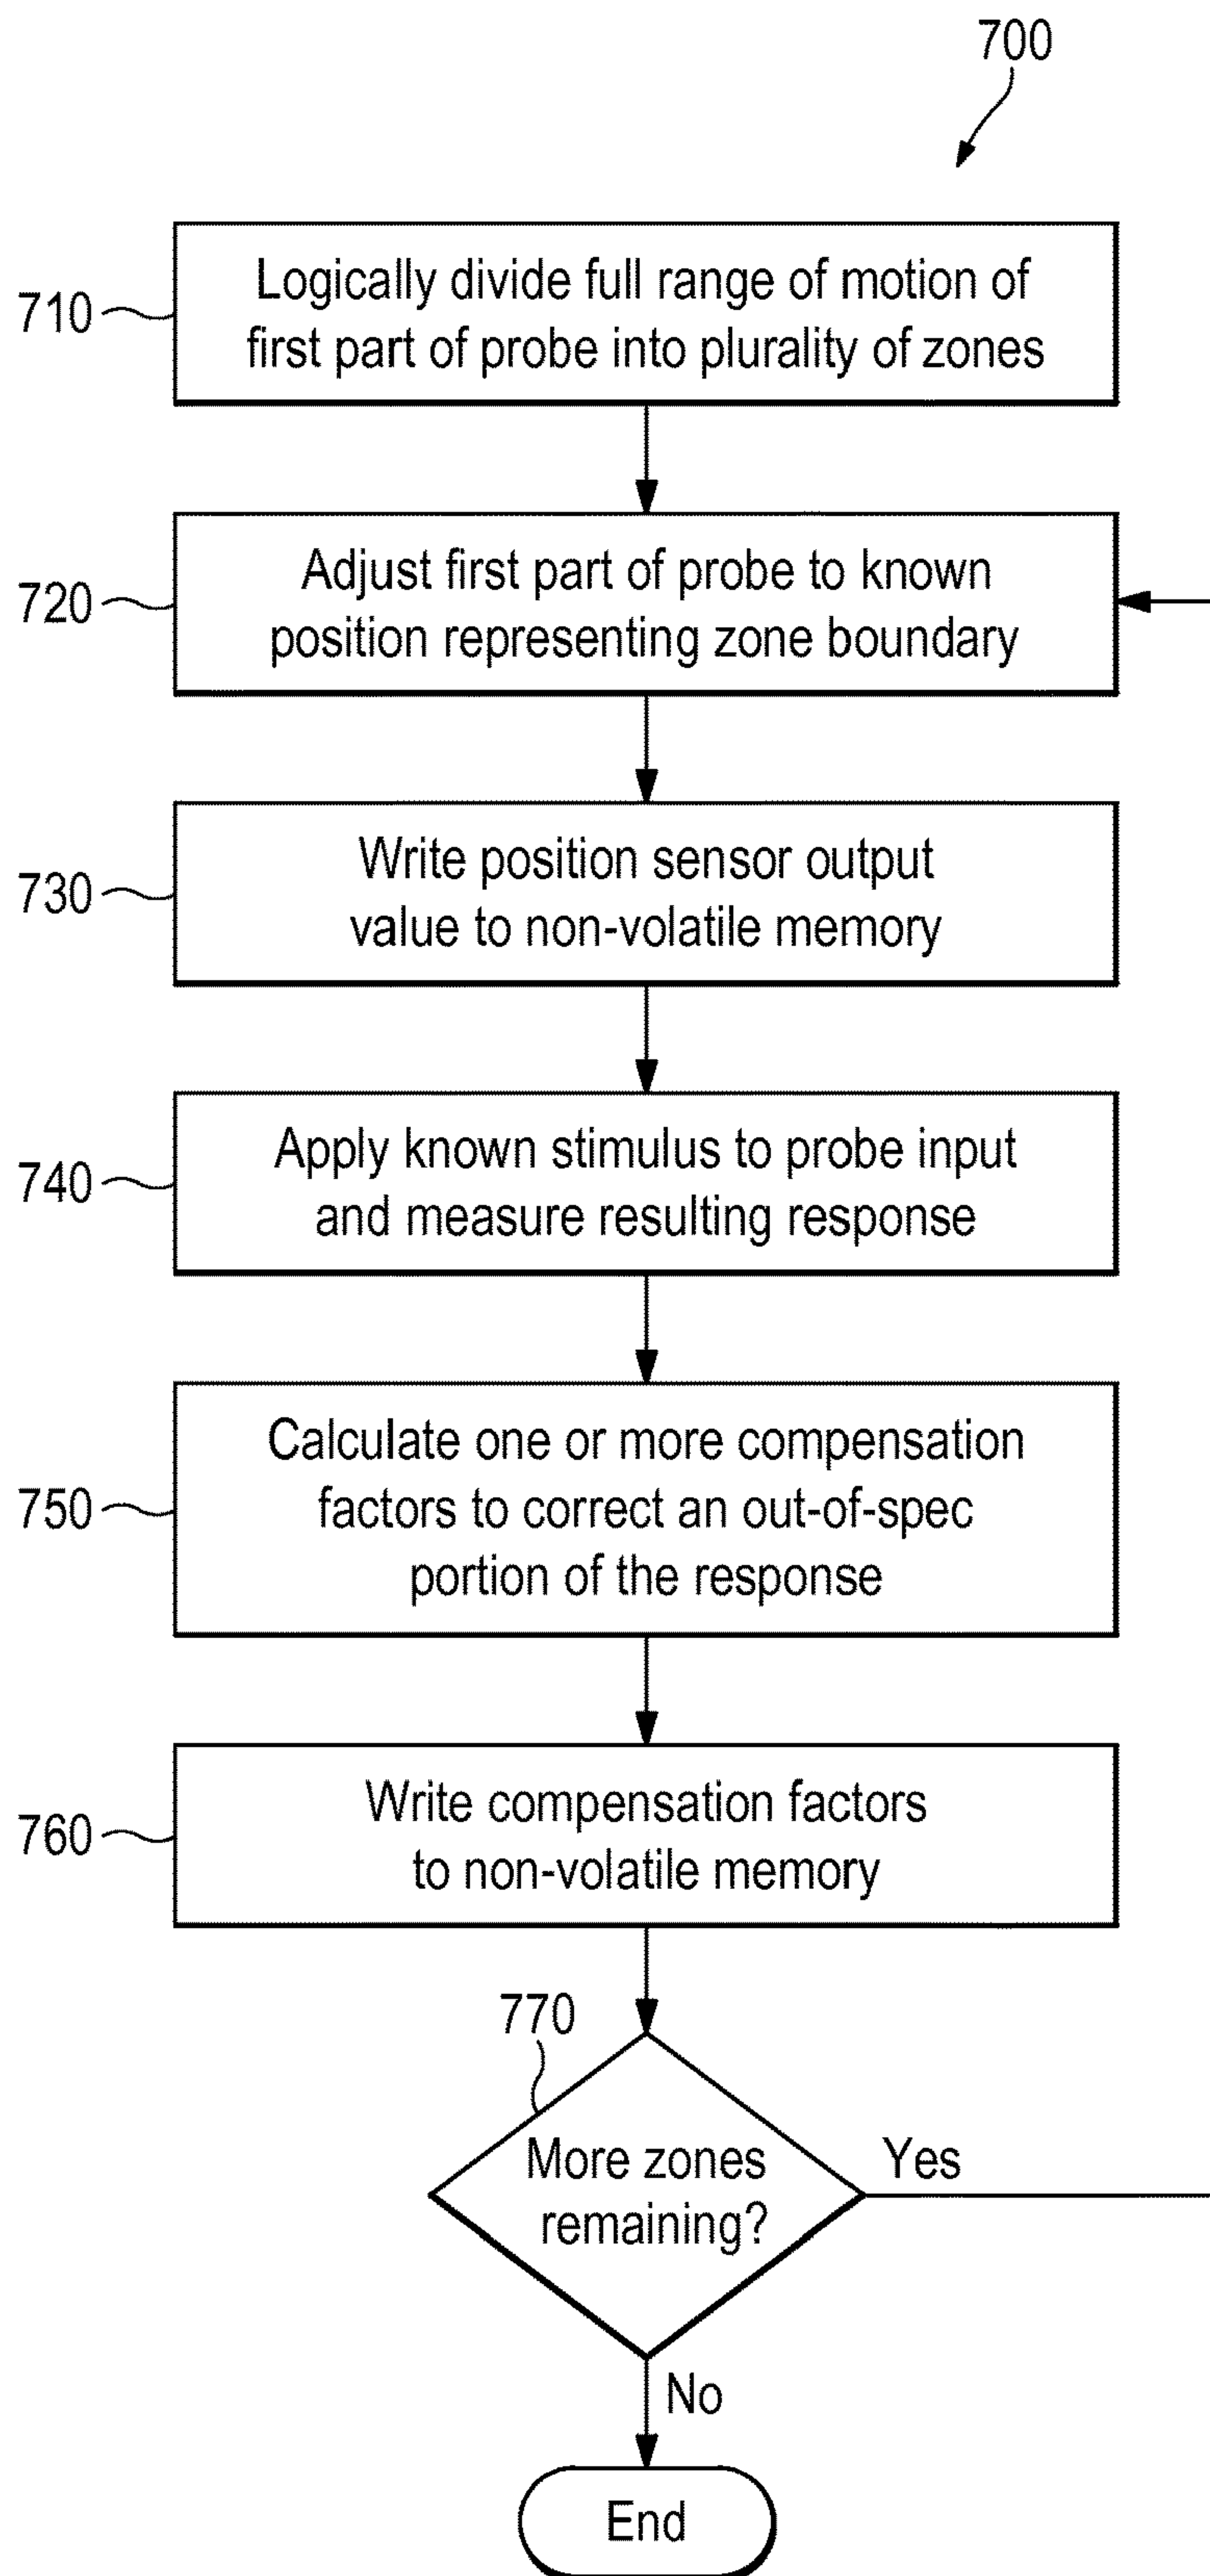 700
710
Logically divide full range of motion of
first part of probe into plurality of zones
720
Adjust first part of probe to known
position representing zone boundary
730
Write position sensor output
value to non-volatile memory
740
Apply known stimulus to probe input
and measure resulting response
750
Calculate one or more compensation
factors to correct an out-of-spec
portion of the response
760
Write compensation factors
to non-volatile memory
770
More zones
remaining?
Yes
No
End